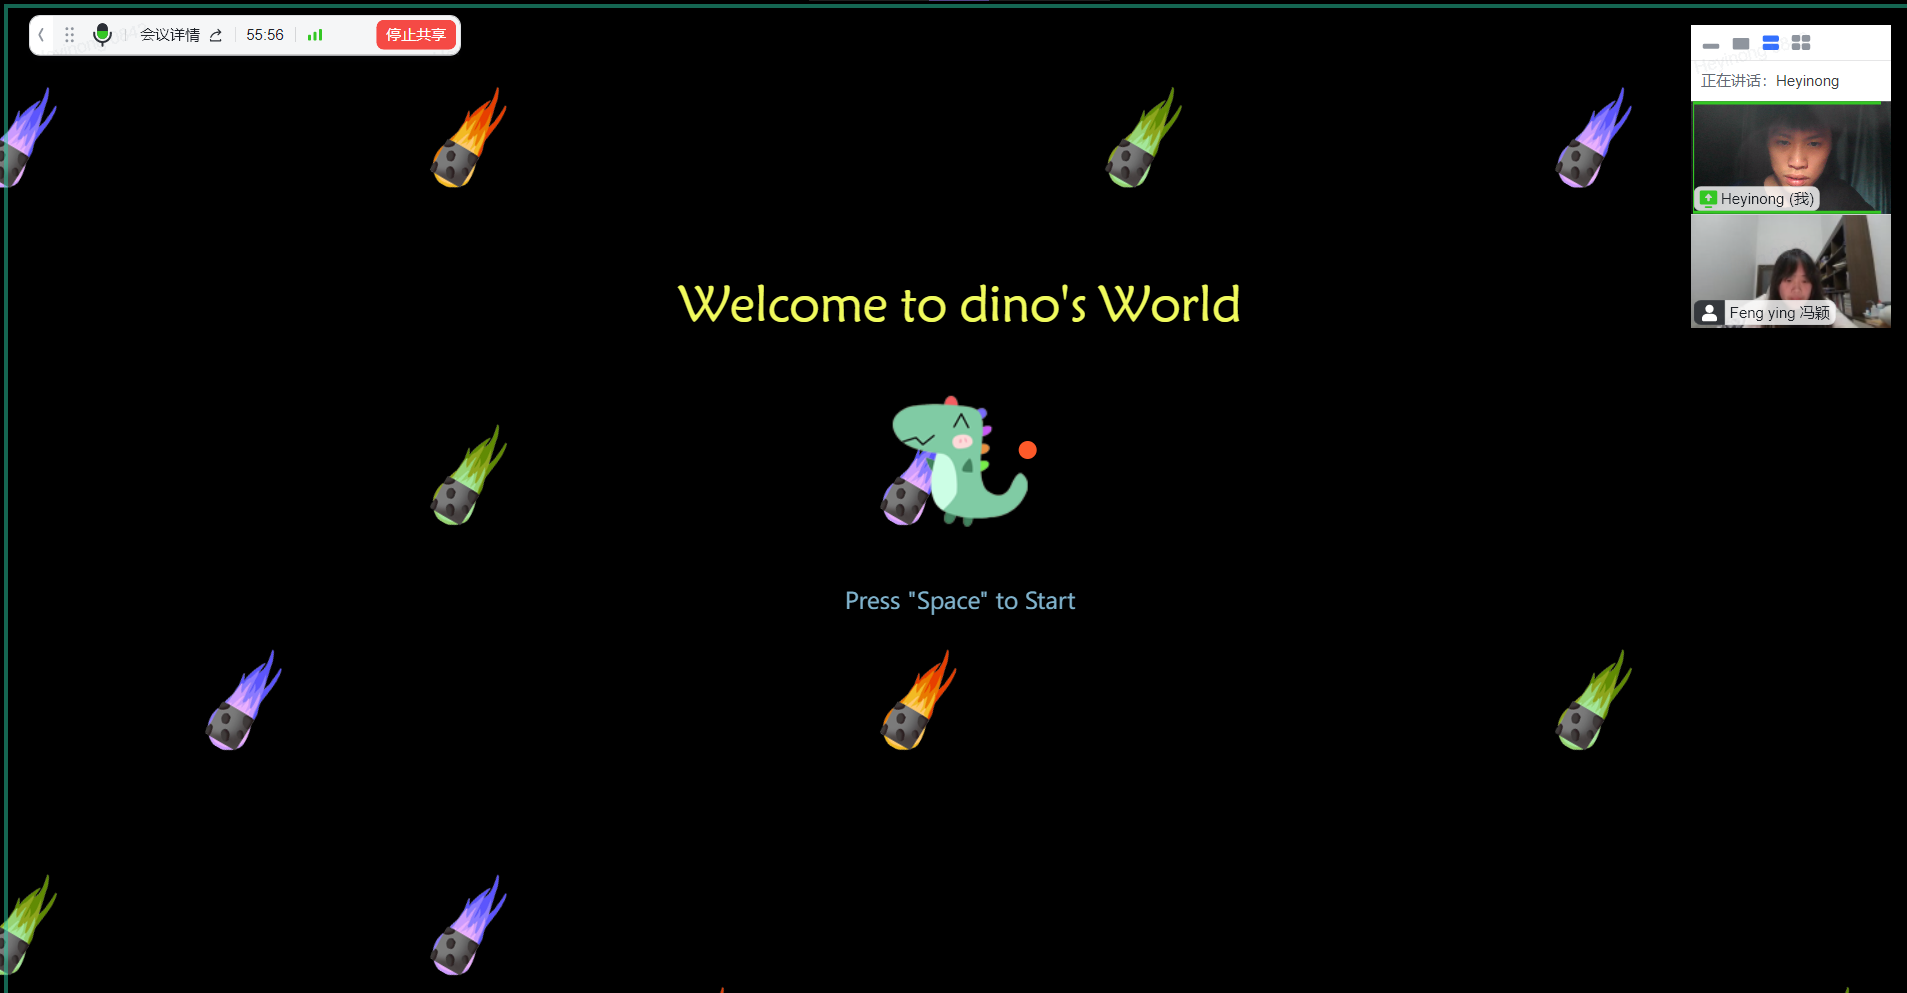 会议详情 55:56 停止共享
正在讲话: Heyinong
Heyinong (我)
Feng ying 冯颖
Welcome to dino's World
Press "Space" to Start